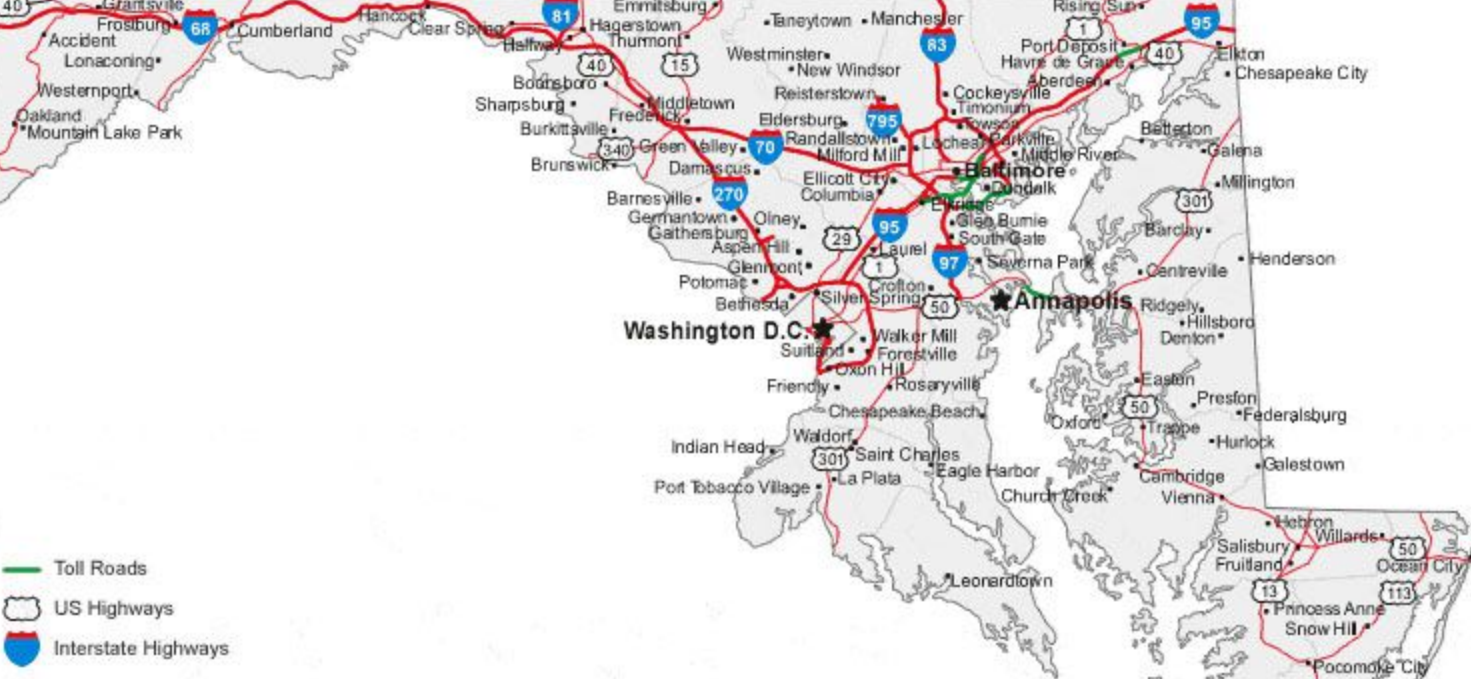 40
Grantsville
Frostburg
68
Cumberland
Hancock
Clear Spring
81
Hagerstown
Halfway
Emmitsburg
Thurmont
Taneytown
Manchester
83
Rising Sun
1
95
Port Deposit
Havre de Grace
40
Elkton
Chesapeake City
Aberdeen
Accident
Lonaconing
Westernport
Oakland
Mountain Lake Park
Boonsboro
40
15
Sharpsburg
Burkittsville
340
Brunswick
Middletown
Frederick
Westminster
New Windsor
Reisterstown
Eldersburg
795
Cockeysville
Timonium
Towson
Randallstown
Lochearn
Parkville
Milford Mill
Middle River
Green Valley
70
Damascus
Baltimore
Dundalk
Ellicott City
Columbia
Elkridge
Betterton
Galena
Millington
301
Barclay
270
Barnesville
Germantown
Gaithersburg
Olney
Aspen Hill
Glenmont
29
95
Glen Burnie
South Gate
Laurel
1
97
Severna Park
Centreville
Henderson
Potomac
Bethesda
Silver Spring
Crofton
50
Annapolis
Ridgely
Hillsboro
Denton
Washington D.C.
Walker Mill
Suitland
Forestville
Oxon Hill
Friendly
Rosaryville
Easton
Preston
50
Federalsburg
Oxford
Trappe
Hurlock
Chesapeake Beach
Indian Head
Waldorf
301
Saint Charles
La Plata
Eagle Harbor
Port Tobacco Village
Galestown
Cambridge
Church Creek
Vienna
Hebron
Willards
Salisbury
50
Fruitland
Ocean City
13
113
Princess Anne
Snow Hill
Pocomoke City
Leonardtown
Toll Roads
US Highways
Interstate Highways